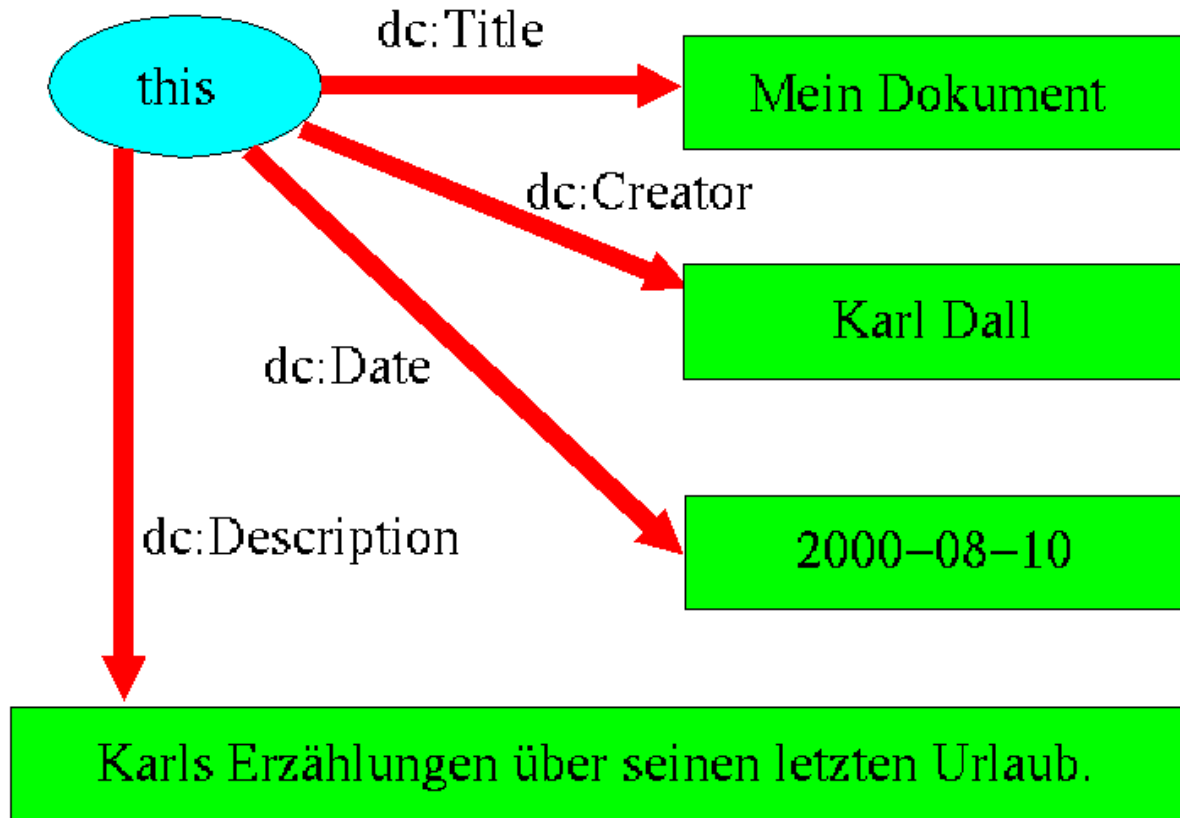 dc:Title
this
Mein Dokument
dc:Creator
Karl Dall
dc:Date
dc:Description
2000–08–10
Karls Erzählungen über seinen letzten Urlaub.